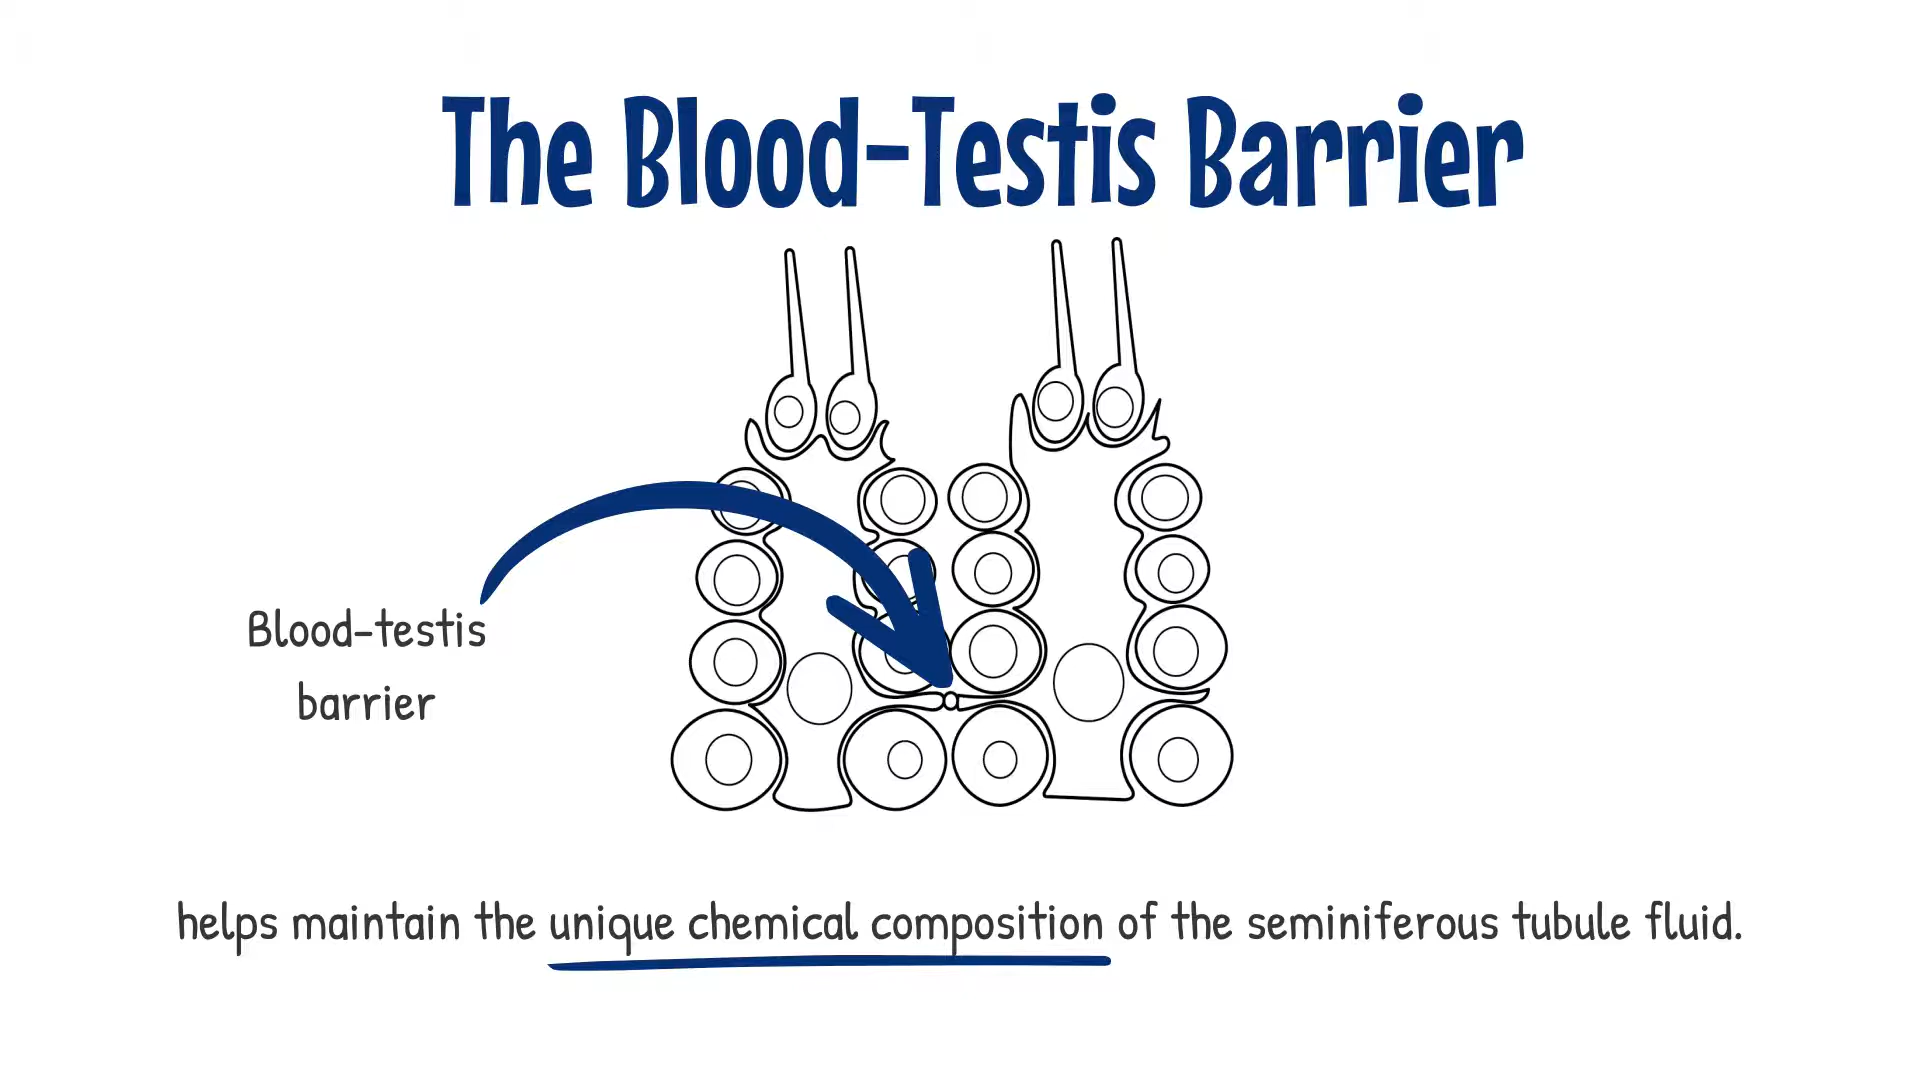 The Blood-Testis Barrier
Blood-testis
barrier
helps maintain the unique chemical composition of the seminiferous tubule fluid.